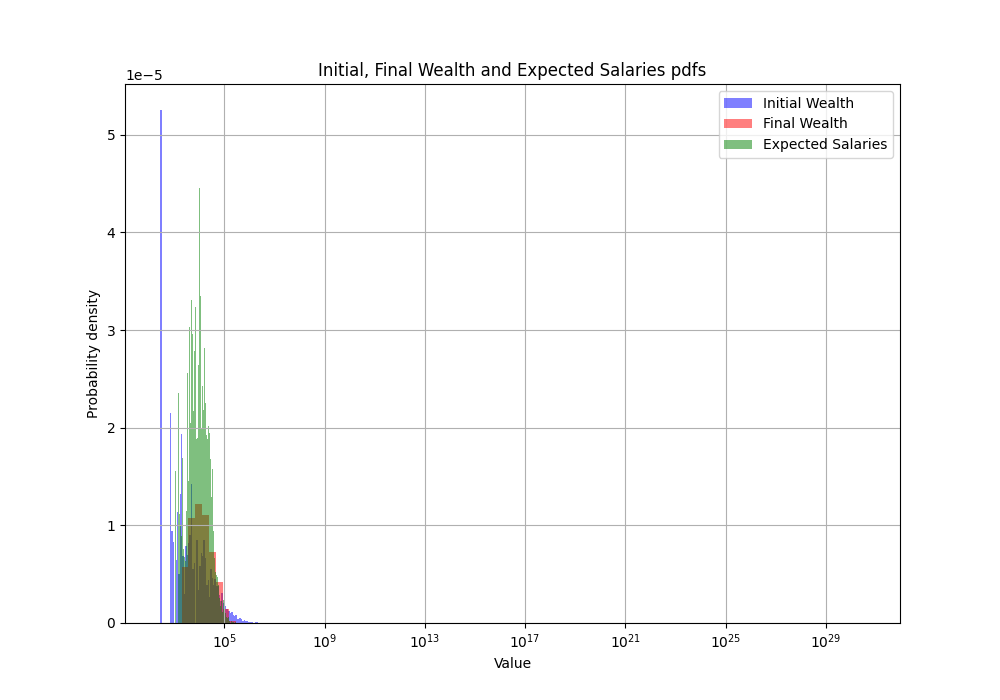 Initial, Final Wealth and Expected Salaries pdfs
1e−5
Initial Wealth
Final Wealth
Expected Salaries
5
4
3
2
1
0
Probability density
10^5 10^9 10^13 10^17 10^21 10^25 10^29
Value